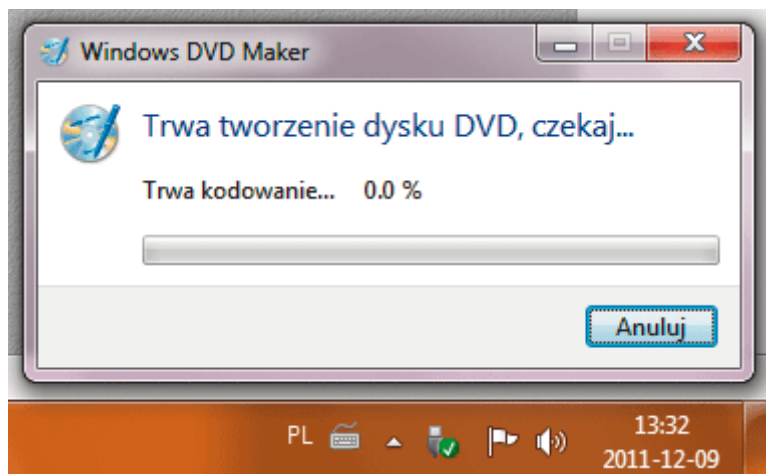 Windows DVD Maker
Trwa tworzenie dysku DVD, czekaj...
Trwa kodowanie... 0.0 %
Anuluj
PL
13:32
2011-12-09